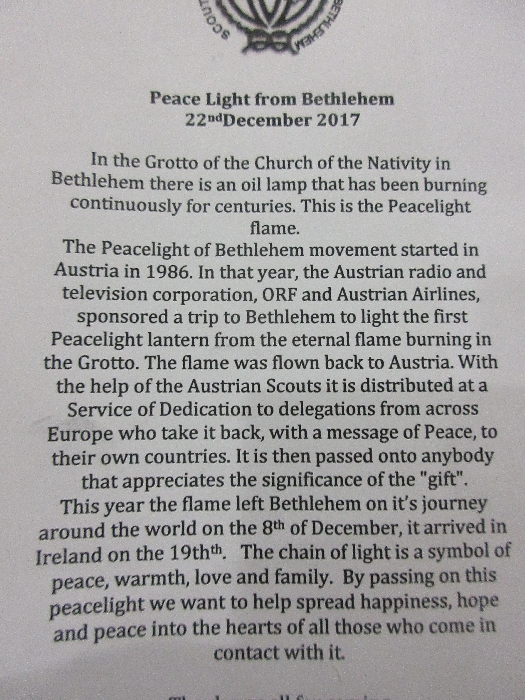 SCOUT
BETHLEHEM
Peace Light from Bethlehem
22ndDecember 2017
In the Grotto of the Church of the Nativity in
Bethlehem there is an oil lamp that has been burning
continuously for centuries. This is the Peacelight
flame.
The Peacelight of Bethlehem movement started in
Austria in 1986. In that year, the Austrian radio and
television corporation, ORF and Austrian Airlines,
sponsored a trip to Bethlehem to light the first
Peacelight lantern from the eternal flame burning in
the Grotto. The flame was flown back to Austria. With
the help of the Austrian Scouts it is distributed at a
Service of Dedication to delegations from across
Europe who take it back, with a message of Peace, to
their own countries. It is then passed onto anybody
that appreciates the significance of the "gift".
This year the flame left Bethlehem on it's journey
around the world on the 8th of December, it arrived in
Ireland on the 19thth. The chain of light is a symbol of
peace, warmth, love and family. By passing on this
peacelight we want to help spread happiness, hope
and peace into the hearts of all those who come in
contact with it.